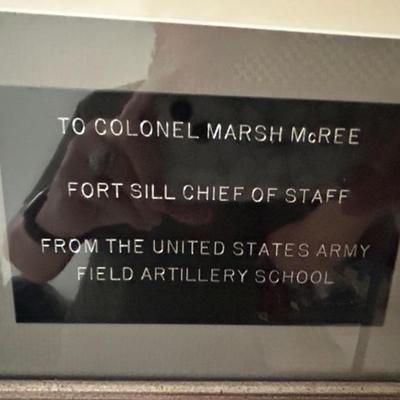 TO COLONEL MARSH McREE
FORT SILL CHIEF OF STAFF
FROM THE UNITED STATES ARMY
FIELD ARTILLERY SCHOOL